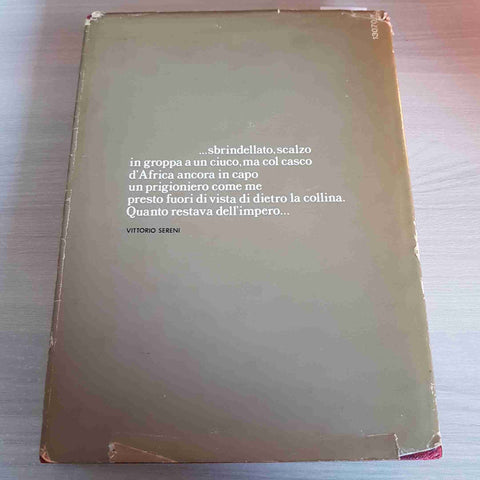 ...sbrindellato, scalzo
in groppa a un ciuco, ma col casco
d'Africa ancora in capo
un prigioniero come me
presto fuori di vista di dietro la collina.
Quanto restava dell'impero...
VITTORIO SERENI